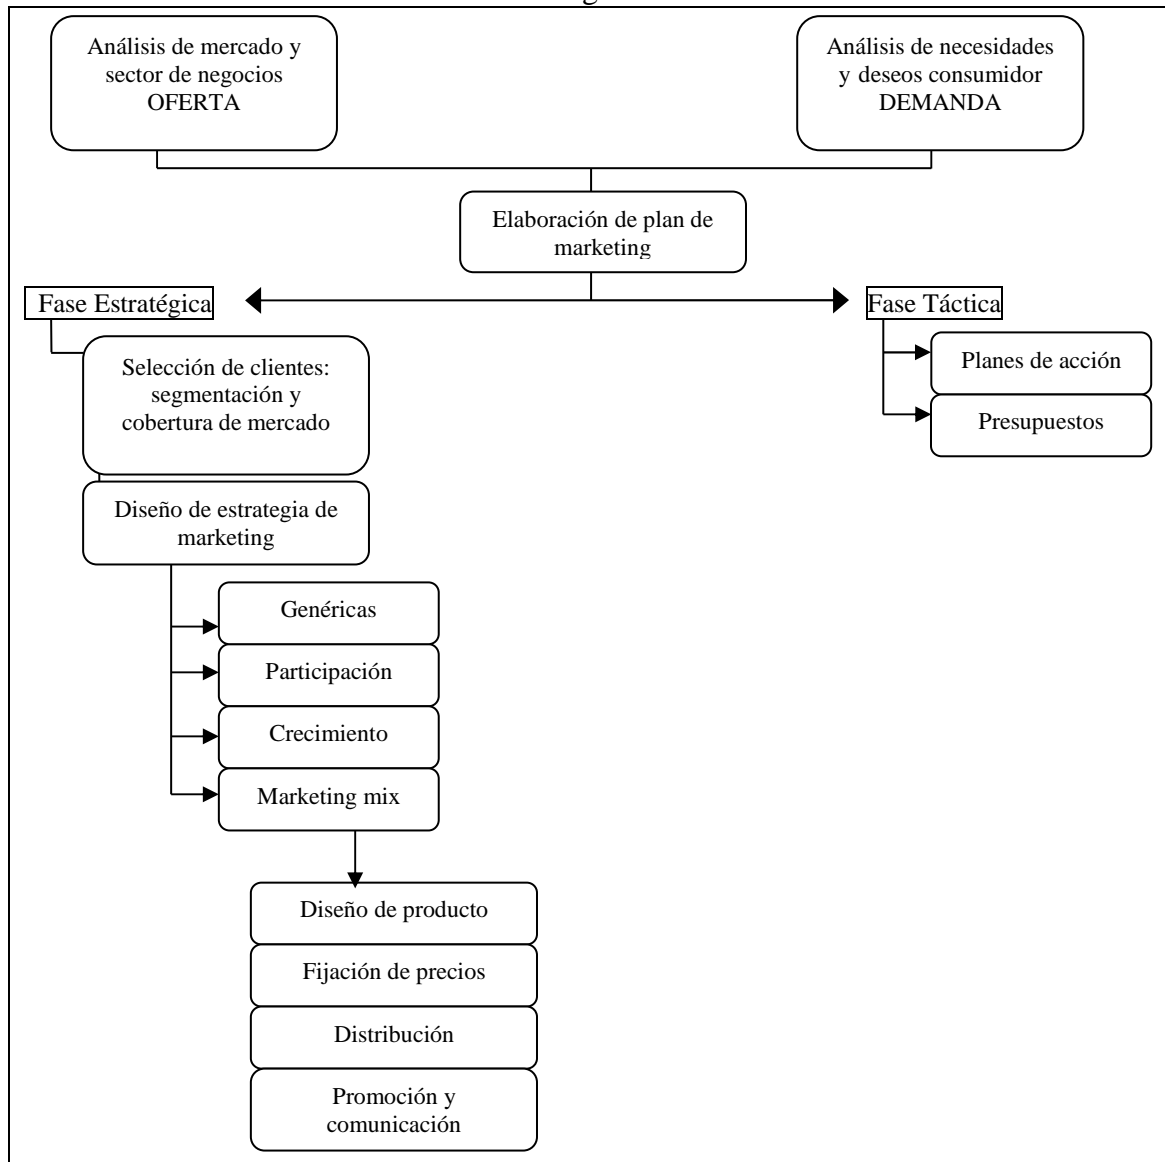 Análisis de mercado y
sector de negocios
OFERTA
Análisis de necesidades
y deseos consumidor
DEMANDA
Elaboración de plan de
marketing
Fase Estratégica
Fase Táctica
Selección de clientes:
segmentación y
cobertura de mercado
Planes de acción
Presupuestos
Diseño de estrategia de
marketing
Genéricas
Participación
Crecimiento
Marketing mix
Diseño de producto
Fijación de precios
Distribución
Promoción y
comunicación